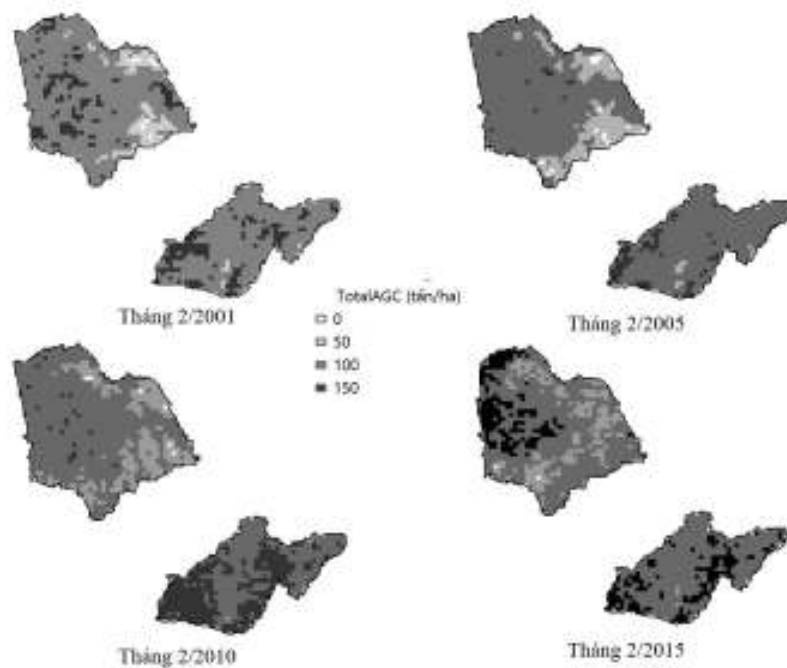 Tháng 2/2001
Tháng 2/2005
TotalAGC (tấn/ha)
0
50
100
150
Tháng 2/2010
Tháng 2/2015